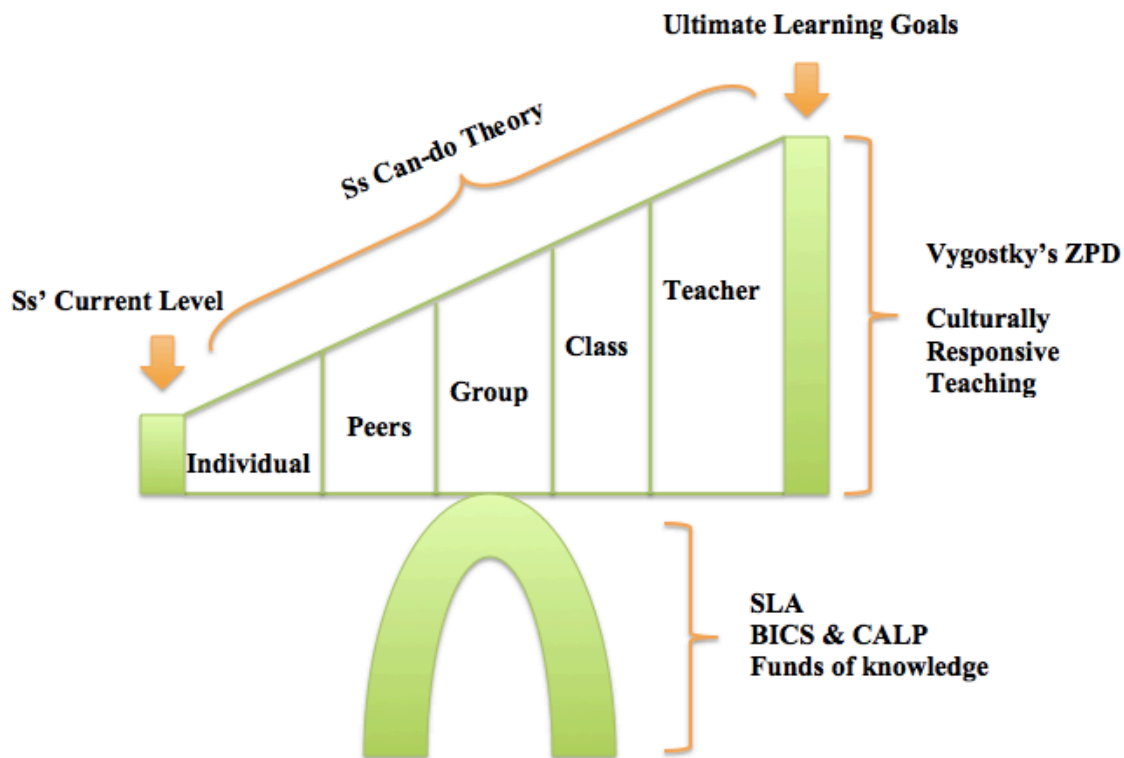 Ultimate Learning Goals
Ss Can-do Theory
Ss' Current Level
Vygostky's ZPD
Culturally
Responsive
Teaching
Teacher
Class
Group
Peers
Individual
SLA
BICS & CALP
Funds of knowledge